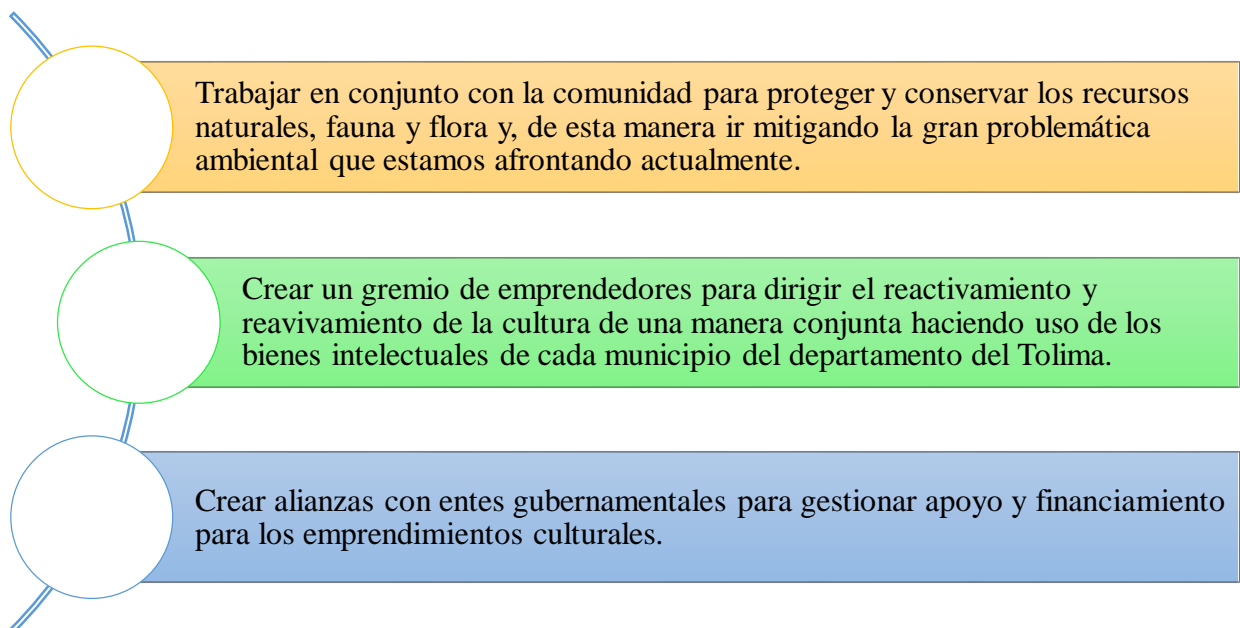 Trabajar en conjunto con la comunidad para proteger y conservar los recursos
naturales, fauna y flora y, de esta manera ir mitigando la gran problemática
ambiental que estamos afrontando actualmente.
Crear un gremio de emprendedores para dirigir el reactivamiento y
reavivamiento de la cultura de una manera conjunta haciendo uso de los
bienes intelectuales de cada municipio del departamento del Tolima.
Crear alianzas con entes gubernamentales para gestionar apoyo y financiamiento
para los emprendimientos culturales.